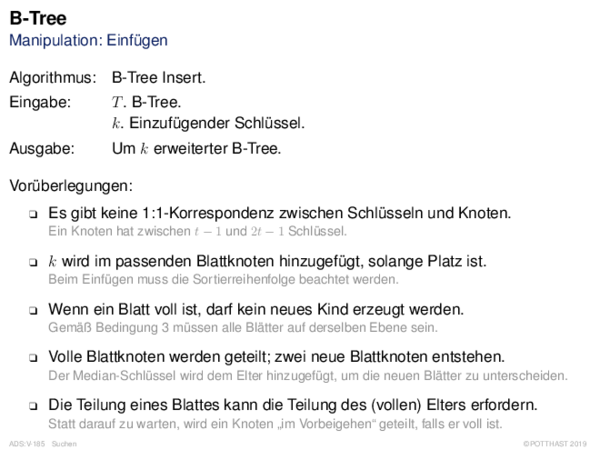 B-Tree
Manipulation: Einfügen
Algorithmus: B-Tree Insert.
Eingabe: T. B-Tree.
k. Einzufügender Schlüssel.
Ausgabe: Um k erweiterter B-Tree.
Vorüberlegungen:
❑ Es gibt keine 1:1-Korrespondenz zwischen Schlüsseln und Knoten.
Ein Knoten hat zwischen t − 1 und 2t − 1 Schlüssel.
❑ k wird im passenden Blattknoten hinzugefügt, solange Platz ist.
Beim Einfügen muss die Sortierreihenfolge beachtet werden.
❑ Wenn ein Blatt voll ist, darf kein neues Kind erzeugt werden.
Gemäß Bedingung 3 müssen alle Blätter auf derselben Ebene sein.
❑ Volle Blattknoten werden geteilt; zwei neue Blattknoten entstehen.
Der Median-Schlüssel wird dem Elter hinzugefügt, um die neuen Blätter zu unterscheiden.
❑ Die Teilung eines Blattes kann die Teilung des (vollen) Elters erfordern.
Statt darauf zu warten, wird ein Knoten „im Vorbeigehen“ geteilt, falls er voll ist.
ADS:V-185 Suchen ©POTTHAST 2019